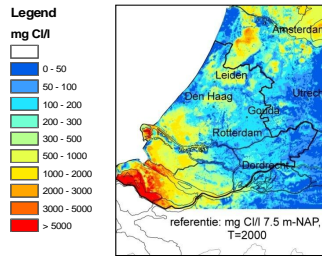 Legend
mg Cl/l
0 - 50
50 - 100
100 - 200
200 - 300
300 - 500
500 - 1000
1000 - 2000
2000 - 3000
3000 - 5000
> 5000
Amsterdam
Leiden
Den Haag
Utrech
Gouda
Rotterdam
Dordrecht
referentie: mg Cl/l 7.5 m-NAP,
T=2000